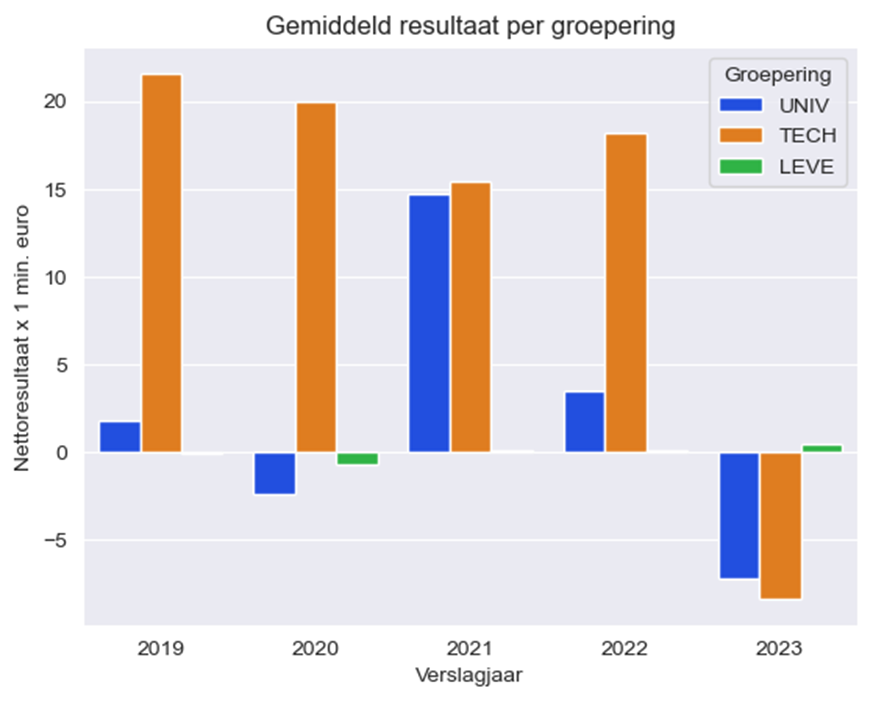 Gemiddeld resultaat per groepering
Groepering
UNIV
TECH
LEVE
Nettoresultaat x 1 min. euro
20
15
10
5
0
−5
2019 2020 2021 2022 2023
Verslagjaar